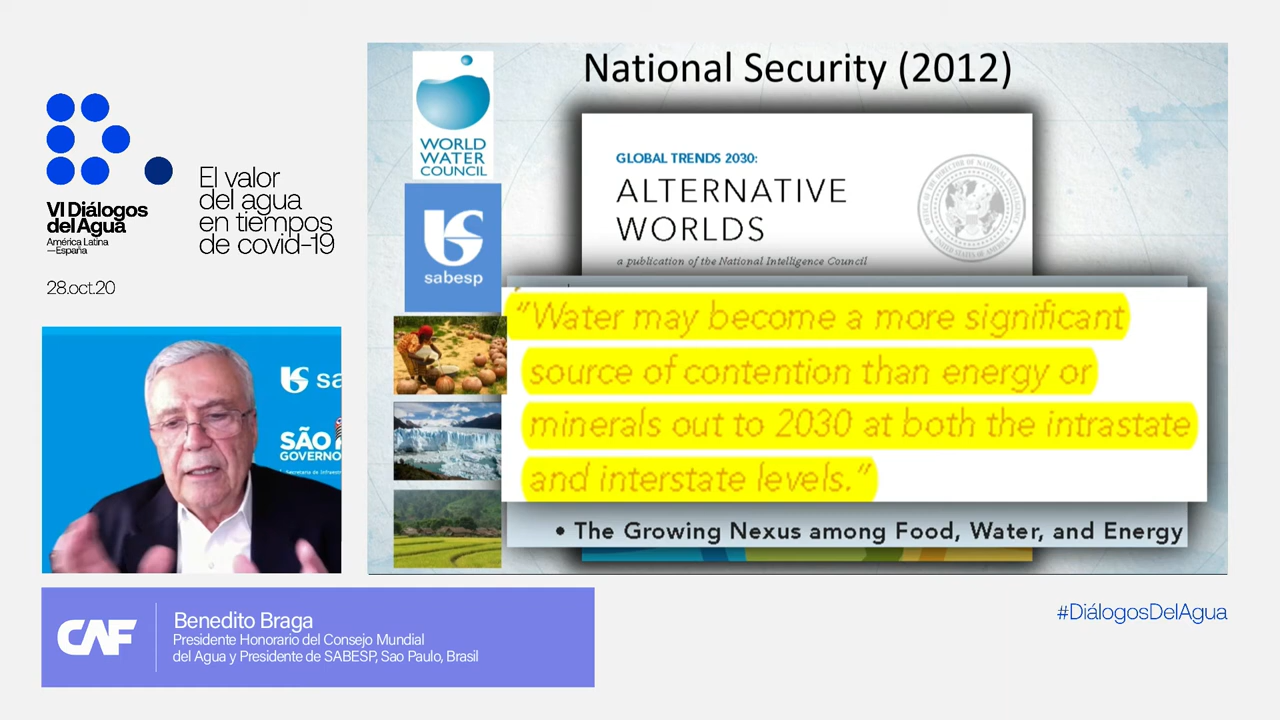 VI Diálogos
del Agua
América Latina
—España
28.oct.20
El valor
del agua
en tiempos
de covid-19
National Security (2012)
WORLD
WATER
COUNCIL
sabesp
GLOBAL TRENDS 2030:
ALTERNATIVE
WORLDS
a publication of the National Intelligence Council
"Water may become a more significant
source of contention than energy or
minerals out to 2030 at both the intrastate
and interstate levels."
• The Growing Nexus among Food, Water, and Energy
sa
SÃO
GOVERNO
CAF
Benedito Braga
Presidente Honorario del Consejo Mundial
del Agua y Presidente de SABESP, Sao Paulo, Brasil
#DiálogosDelAgua